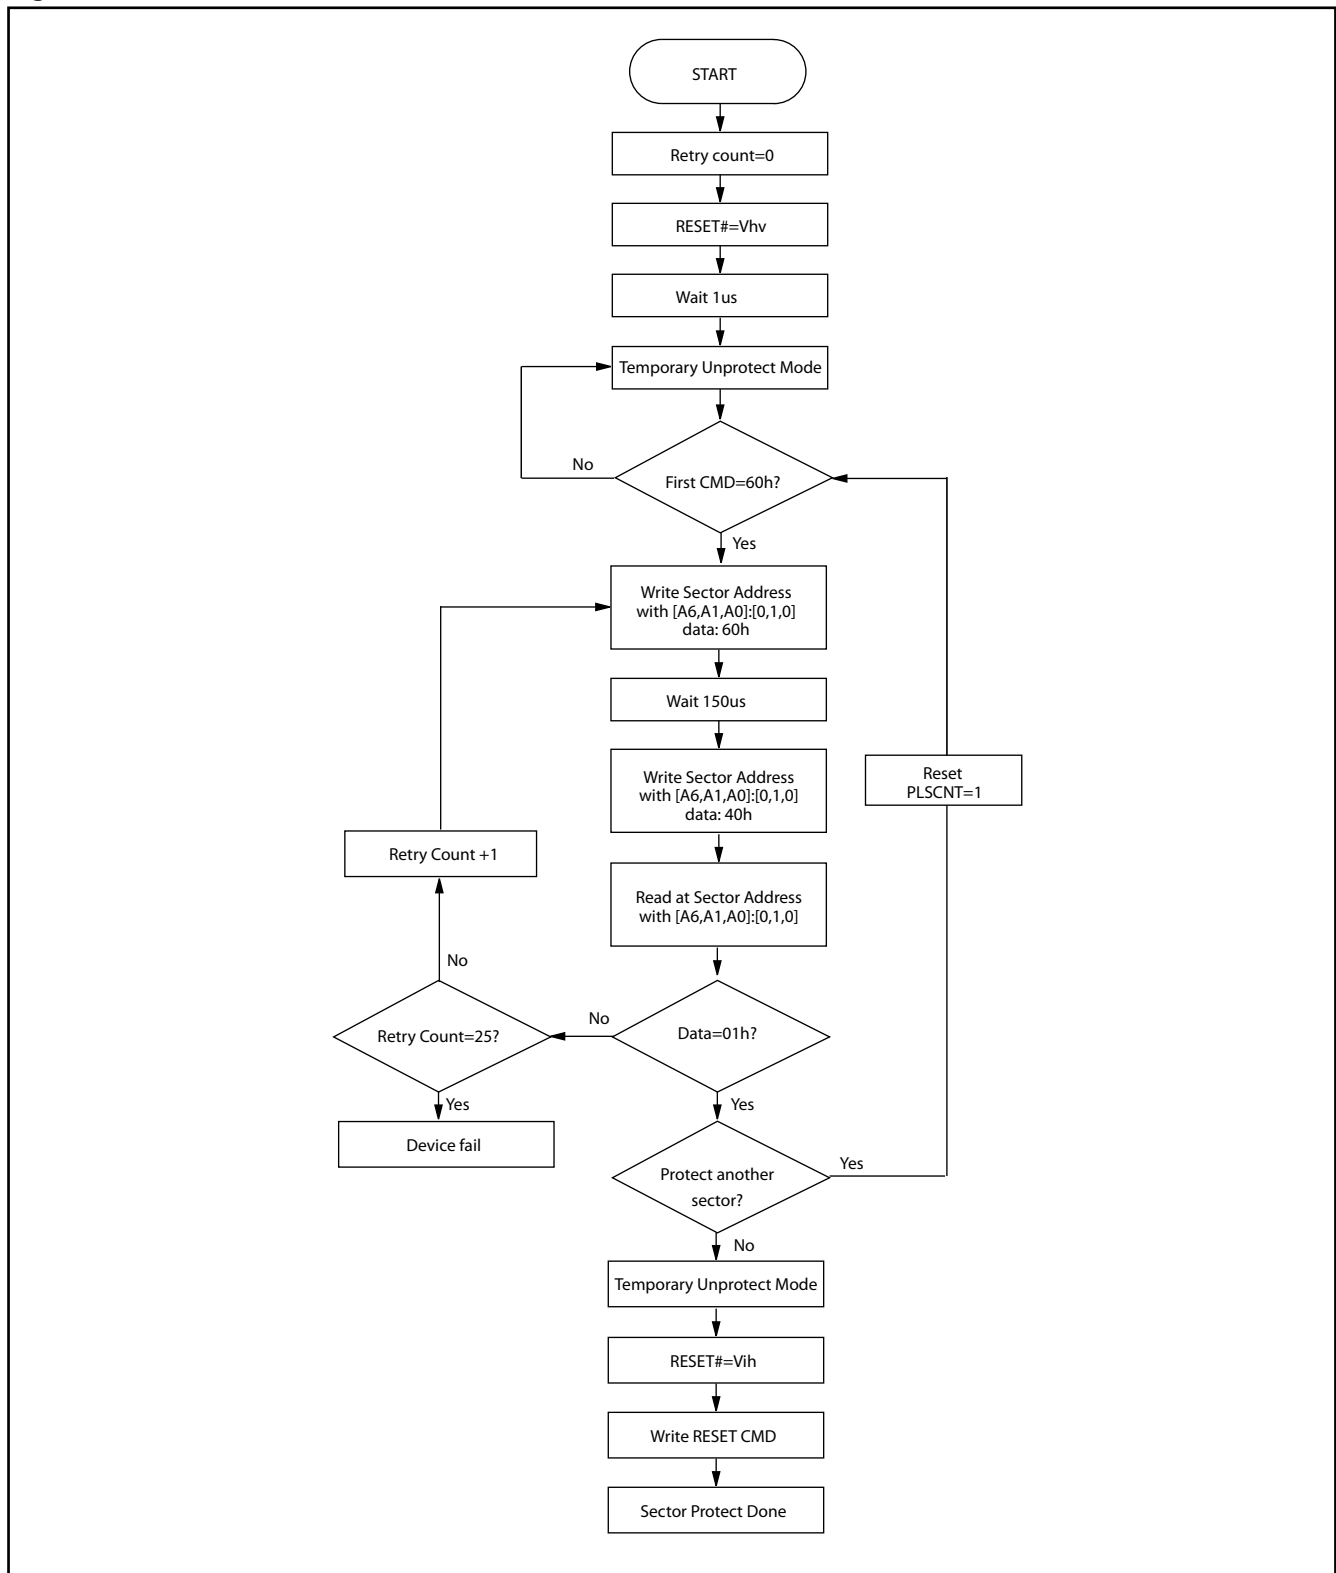 START
Retry count=0
RESET#=Vhv
Wait 1us
Temporary Unprotect Mode
No
First CMD=60h?
Yes
Write Sector Address
with [A6,A1,A0]:[0,1,0]
data: 60h
Wait 150us
Write Sector Address
with [A6,A1,A0]:[0,1,0]
data: 40h
Reset
PLSCNT=1
Retry Count +1
Read at Sector Address
with [A6,A1,A0]:[0,1,0]
No
Retry Count=25?
No
Data=01h?
Yes
Yes
Device fail
Protect another
sector?
Yes
No
Temporary Unprotect Mode
RESET#=Vih
Write RESET CMD
Sector Protect Done